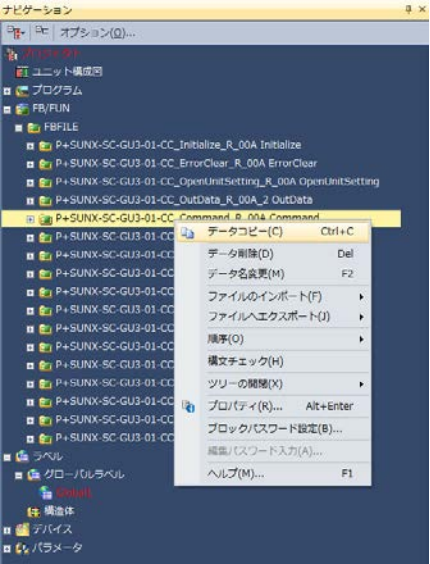 ナビゲーション
オプション(O)...
ユニット構成図
プログラム
FB/FUN
FBFILE
P+SUNX-SC-GU3-01-CC_Initialize_R_00A Initialize
P+SUNX-SC-GU3-01-CC_ErrorClear_R_00A ErrorClear
P+SUNX-SC-GU3-01-CC_OpenUnitSetting_R_00A OpenUnitSetting
P+SUNX-SC-GU3-01-CC_OutData_R_00A_2 OutData
P+SUNX-SC-GU3-01-CC_Command_R_00A Command
P+SUNX-SC-GU3-01-CC
P+SUNX-SC-GU3-01-CC
P+SUNX-SC-GU3-01-CC
P+SUNX-SC-GU3-01-CC
P+SUNX-SC-GU3-01-CC
P+SUNX-SC-GU3-01-CC
P+SUNX-SC-GU3-01-CC
P+SUNX-SC-GU3-01-CC
P+SUNX-SC-GU3-01-CC
P+SUNX-SC-GU3-01-CC
P+SUNX-SC-GU3-01-CC
P+SUNX-SC-GU3-01-CC
データコピー(C) Ctrl+C
データ削除(D) Del
データ名変更(M) F2
ファイルのインポート(F)
ファイルへエクスポート(J)
順序(O)
構文チェック(H)
ツリーの開閉(X)
プロパティ(R)... Alt+Enter
ブロックパスワード設定(B)...
編集パスワード入力(A)...
ヘルプ(M)... F1
ラベル
グローバルラベル
Global1
構造体
デバイス
パラメータ